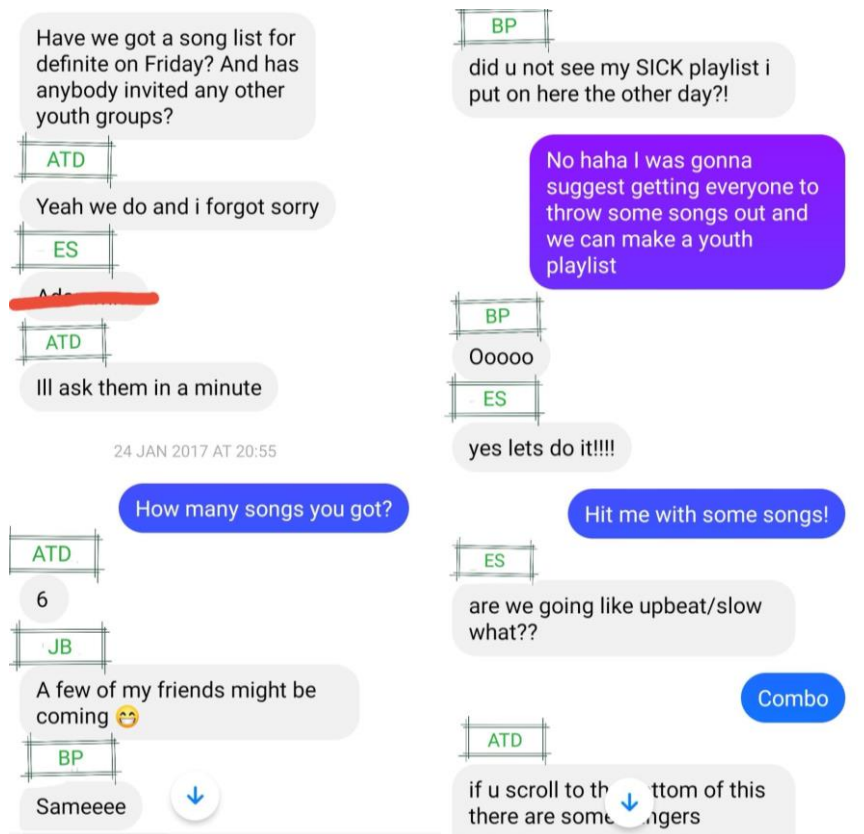 Have we got a song list for
definite on Friday? And has
anybody invited any other
youth groups?
ATD
Yeah we do and i forgot sorry
ES
ATD
Ill ask them in a minute
24 JAN 2017 AT 20:55
How many songs you got?
ATD
6
JB
A few of my friends might be
coming 😁
BP
Sameeee
BP
did u not see my SICK playlist i
put on here the other day?!
No haha I was gonna
suggest getting everyone to
throw some songs out and
we can make a youth
playlist
BP
Ooooo
ES
yes lets do it!!!!
Hit me with some songs!
ES
are we going like upbeat/slow
what??
Combo
ATD
if u scroll to of this
there are